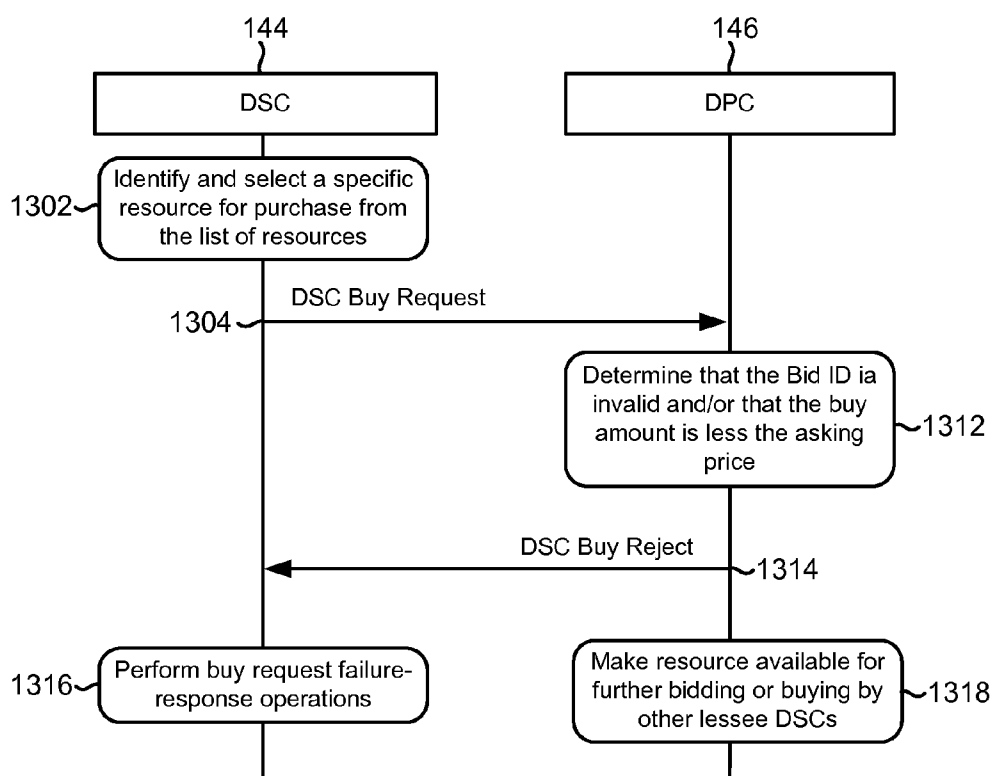 144
146
DSC
DPC
1302
Identify and select a specific
resource for purchase from
the list of resources
DSC Buy Request
1304
Determine that the Bid ID ia
invalid and/or that the buy
amount is less the asking
price
1312
DSC Buy Reject
1314
1316
Perform buy request failure-
response operations
Make resource available for
further bidding or buying by
other lessee DSCs
1318